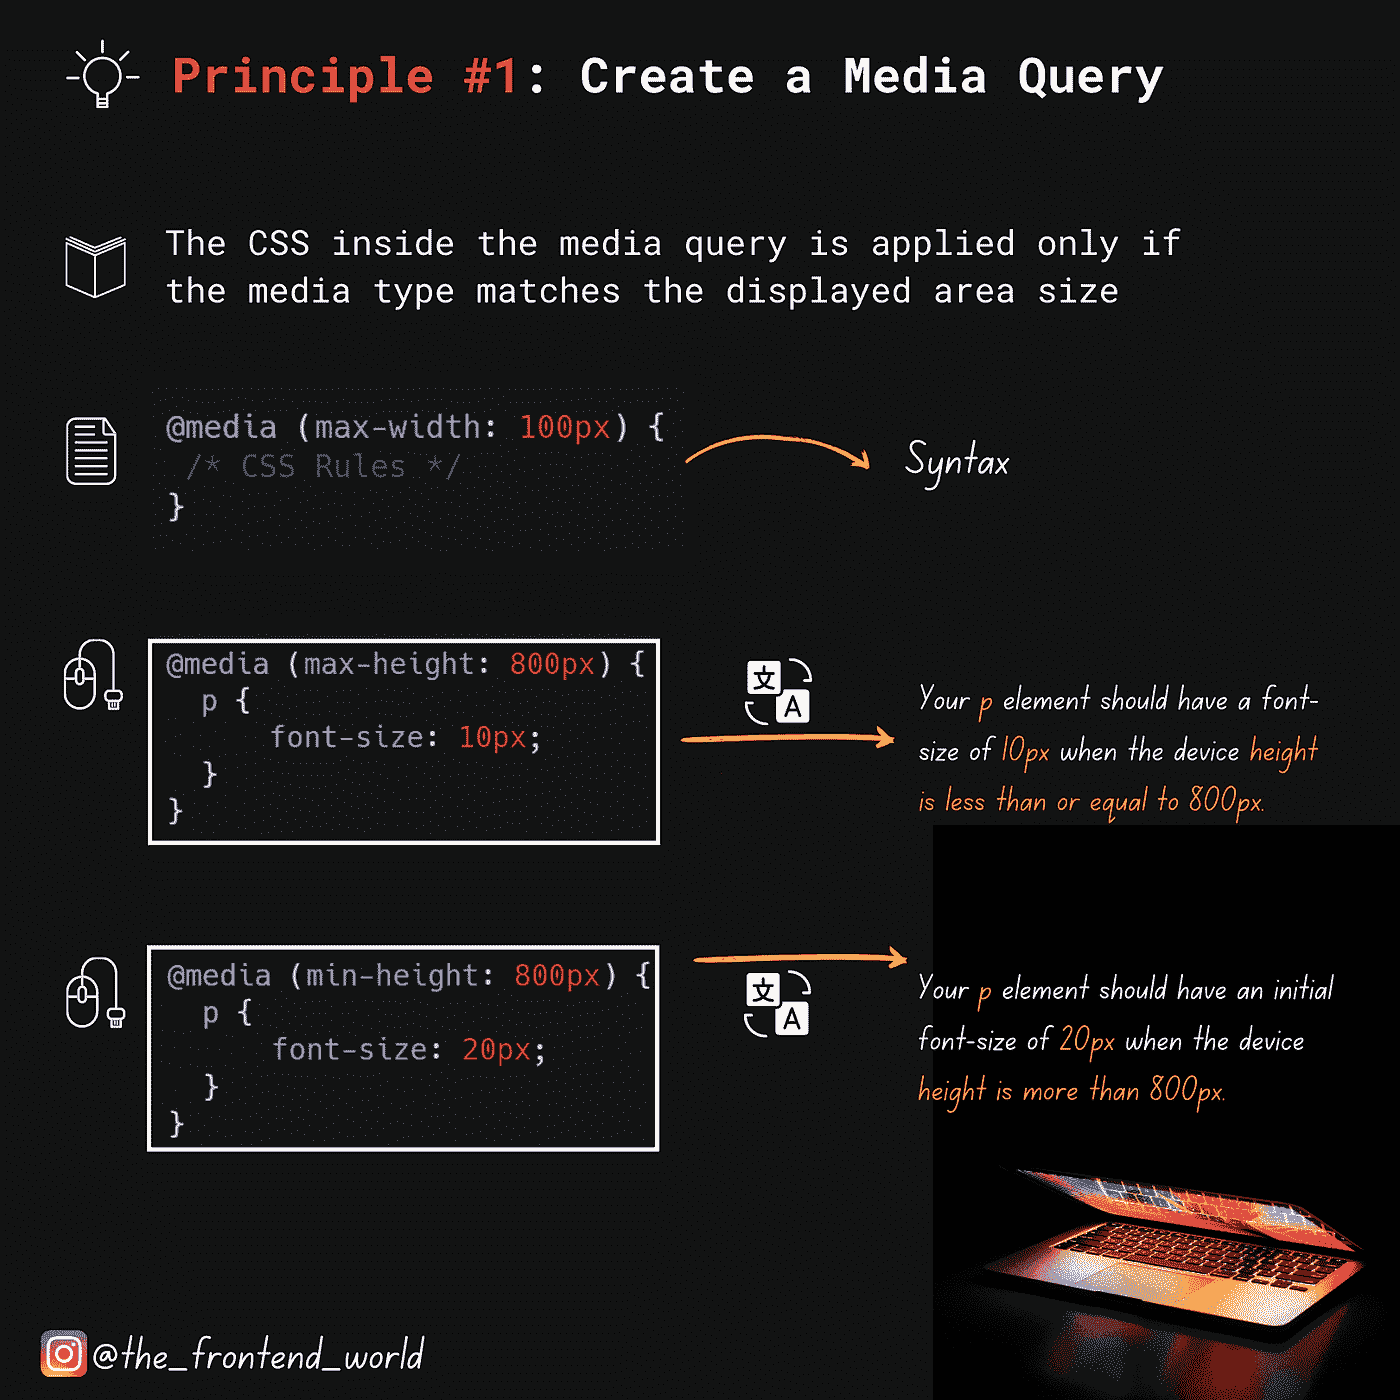 Principle #1: Create a Media Query
The CSS inside the media query is applied only if
the media type matches the displayed area size
@media (max-width: 100px) {
/* CSS Rules */
}
Syntax
@media (max-height: 800px) {
p {
font-size: 10px;
}
}
文
A
Your p element should have a font-
size of 10px when the device height
is less than or equal to 800px.
@media (min-height: 800px) {
p {
font-size: 20px;
}
}
文
A
Your p element should have an initial
font-size of 20px when the device
height is more than 800px.
@the_frontend_world